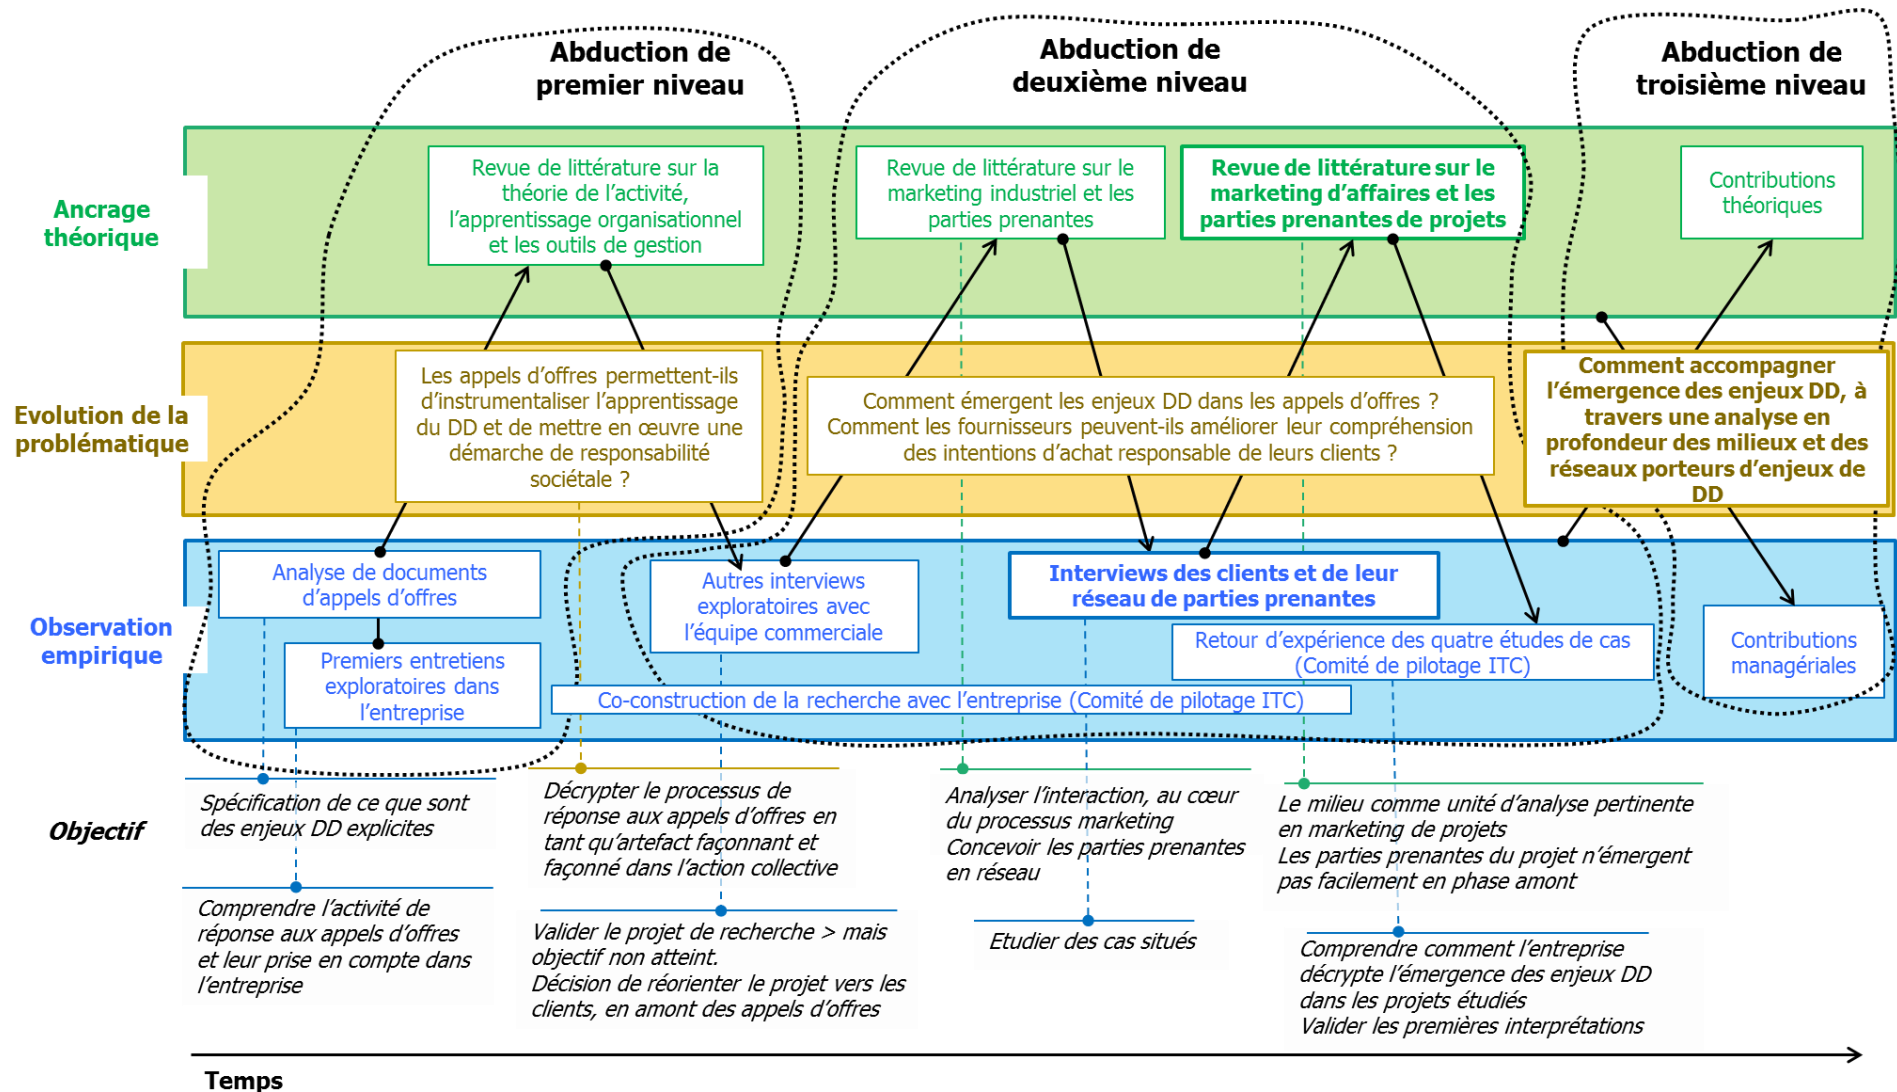 Abduction de
premier niveau
Abduction de
deuxième niveau
Abduction de
troisième niveau
Ancrage
théorique
Revue de littérature sur la
théorie de l’activité,
l’apprentissage organisationnel
et les outils de gestion
Revue de littérature sur le
marketing industriel et les
parties prenantes
Revue de littérature sur le
marketing d’affaires et les
parties prenantes de projets
Contributions
théoriques
Evolution de la
problématique
Les appels d’offres permettent-ils
d’instrumentaliser l’apprentissage
du DD et de mettre en œuvre une
démarche de responsabilité
sociétale ?
Comment émergent les enjeux DD dans les appels d’offres ?
Comment les fournisseurs peuvent-ils améliorer leur compréhension
des intentions d’achat responsable de leurs clients ?
Comment accompagner
l’émergence des enjeux DD, à
travers une analyse en
profondeur des milieux et des
réseaux porteurs d’enjeux de
DD
Observation
empirique
Analyse de documents
d’appels d’offres
Premiers entretiens
exploratoires dans
l’entreprise
Autres interviews
exploratoires avec
l’équipe commerciale
Interviews des clients et de leur
réseau de parties prenantes
Retour d’expérience des quatre études de cas
(Comité de pilotage ITC)
Contributions
managériales
Co-construction de la recherche avec l’entreprise (Comité de pilotage ITC)
Objectif
Spécification de ce que sont
des enjeux DD explicites
Comprendre l’activité de
réponse aux appels d’offres
et leur prise en compte dans
l’entreprise
Décrypter le processus de
réponse aux appels d’offres en
tant qu’artefact façonnant et
façonné dans l’action collective
Valider le projet de recherche > mais
objectif non atteint.
Décision de réorienter le projet vers les
clients, en amont des appels d’offres
Analyser l’interaction, au cœur
du processus marketing
Concevoir les parties prenantes
en réseau
Etudier des cas situés
Le milieu comme unité d’analyse pertinente
en marketing de projets
Les parties prenantes du projet n’émergent
pas facilement en phase amont
Comprendre comment l’entreprise
décrypte l’émergence des enjeux DD
dans les projets étudiés
Valider les premières interprétations
Temps